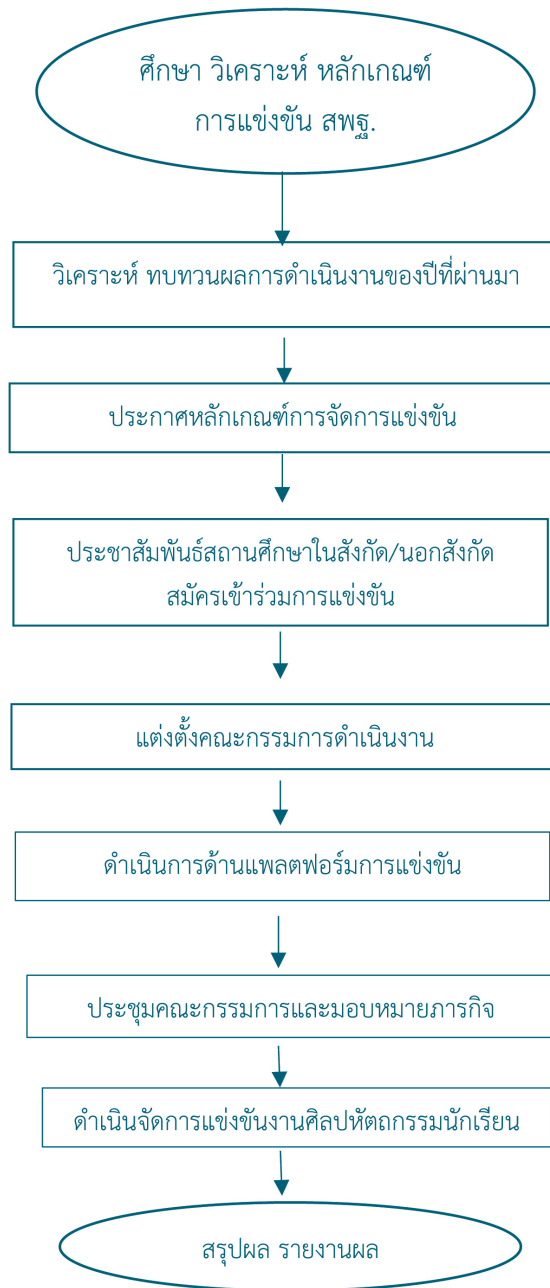 ศึกษา วิเคราะห์ หลักเกณฑ์
การแข่งขัน สพฐ.
วิเคราะห์ ทบทวนผลการดำเนินงานของปีที่ผ่านมา
ประกาศหลักเกณฑ์การจัดการแข่งขัน
ประชาสัมพันธ์สถานศึกษาในสังกัด/นอกสังกัด
สมัครเข้าร่วมการแข่งขัน
แต่งตั้งคณะกรรมการดำเนินงาน
ดำเนินการด้านแพลตฟอร์มการแข่งขัน
ประชุมคณะกรรมการและมอบหมายภารกิจ
ดำเนินจัดการแข่งขันงานศิลปหัตถกรรมนักเรียน
สรุปผล รายงานผล